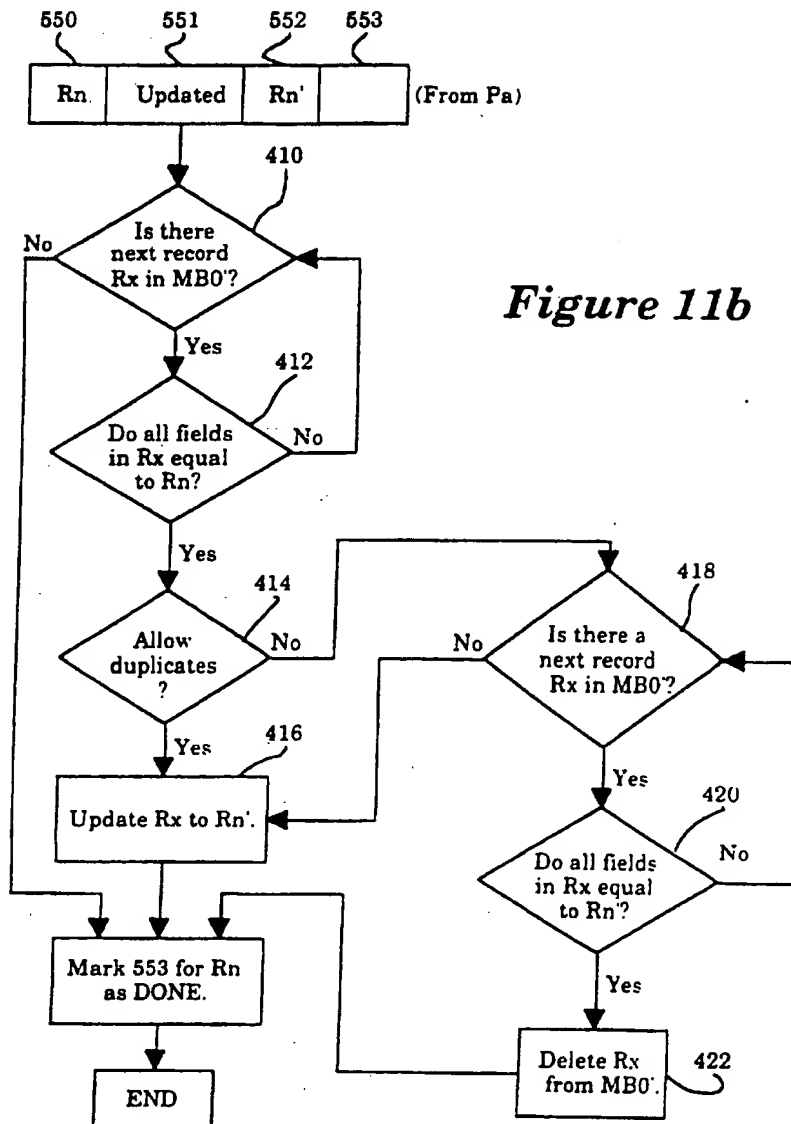 550
551
552
553
Rn
Updated
Rn'
(From Pa)
410
Is there
next record
Rx in MB0'?
No
Yes
Figure 11b
412
Do all fields
in Rx equal
to Rn?
No
Yes
414
Allow
duplicates
?
No
Yes
418
Is there a
next record
Rx in MB0'?
No
Yes
416
Update Rx to Rn'.
420
Do all fields
in Rx equal
to Rn'?
No
Yes
Mark 553 for Rn
as DONE.
Delete Rx
from MB0'.
422
END